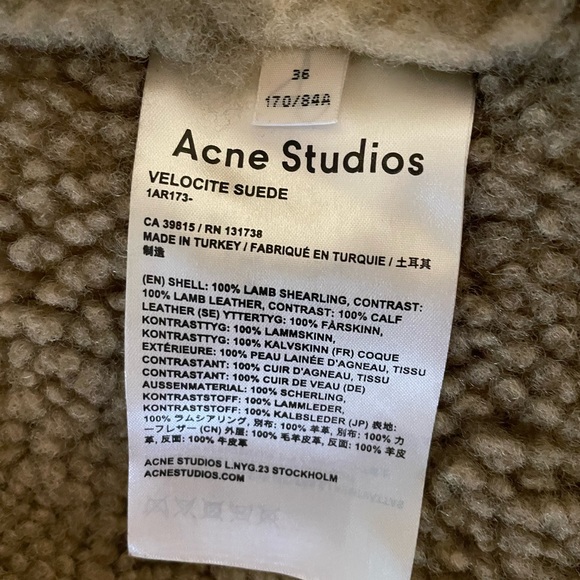 36
170/84A
Acne Studios
VELOCITE SUEDE
1AR173-
CA 39815 / RN 131738
MADE IN TURKEY / FABRIQUÉ EN TURQUIE / 土耳其
制造
(EN) SHELL: 100% LAMB SHEARLING, CONTRAST:
100% LAMB LEATHER, CONTRAST: 100% CALF
LEATHER (SE) YTTERTYG: 100% FÅRSKINN,
KONTRASTTYG: 100% LAMMSKINN,
KONTRASTTYG: 100% KALVSKINN (FR) COQUE
EXTÉRIEURE: 100% PEAU LAINÉE D'AGNEAU, TISSU
CONTRASTANT: 100% CUIR D'AGNEAU, TISSU
CONTRASTANT: 100% CUIR DE VEAU (DE)
AUSSENMATERIAL: 100% SCHERLING,
KONTRASTSTOFF: 100% LAMMLEDER,
KONTRASTSTOFF: 100% KALBSLEDER (JP) 表地:
100% ラムシアリング, 別布: 100% 羊革, 別布: 100% カ
ーフレザー (CN) 外层: 100% 毛羊皮革, 反面: 100% 羊皮
革, 反面: 100% 牛皮革
ACNE STUDIOS L.NYG.23 STOCKHOLM
ACNESTUDIOS.COM